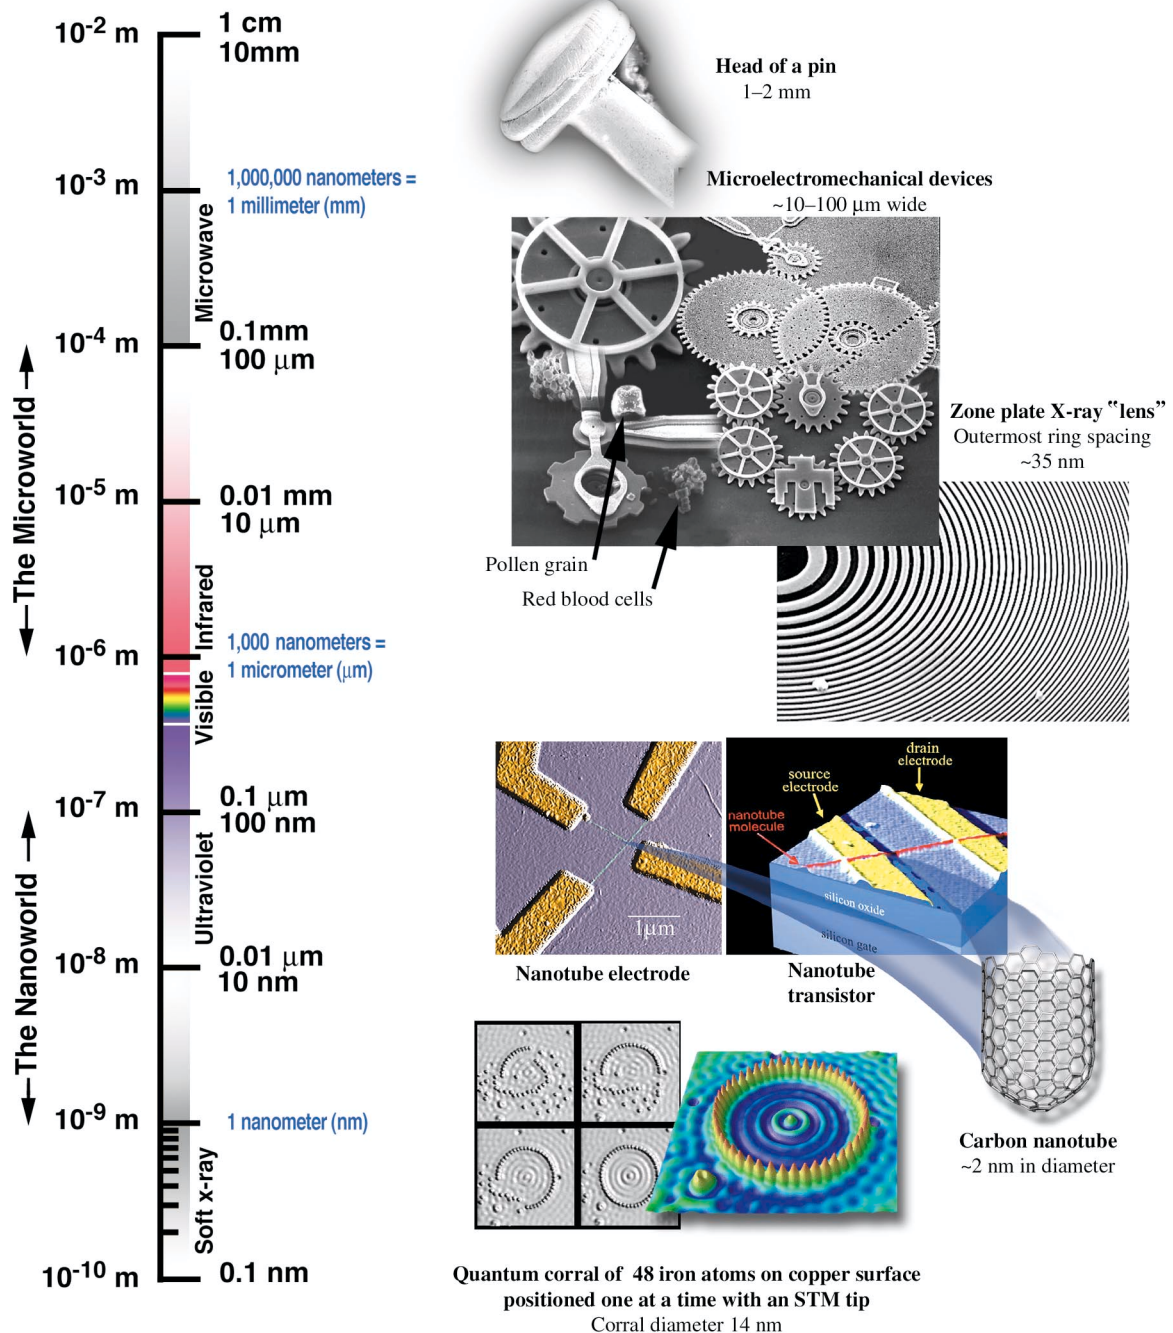 10-2 m
1 cm
10mm
Head of a pin
1–2 mm
10-3 m
1,000,000 nanometers =
1 millimeter (mm)
Microelectromechanical devices
~10–100 µm wide
Microwave
10-4 m
0.1mm
100 µm
Zone plate X-ray “lens”
Outermost ring spacing
~35 nm
The Microworld
10-5 m
0.01 mm
10 µm
Pollen grain
Red blood cells
Infrared
10-6 m
1,000 nanometers =
1 micrometer (µm)
Visible
10-7 m
0.1 µm
100 nm
drain
electrode
source
electrode
nanotube
molecule
silicon oxide
silicon gate
1µm
Nanotube electrode
Nanotube
transistor
Ultraviolet
The Nanoworld
10-8 m
0.01 µm
10 nm
10-9 m
1 nanometer (nm)
Carbon nanotube
~2 nm in diameter
Soft x-ray
10-10 m
0.1 nm
Quantum corral of 48 iron atoms on copper surface
positioned one at a time with an STM tip
Corral diameter 14 nm